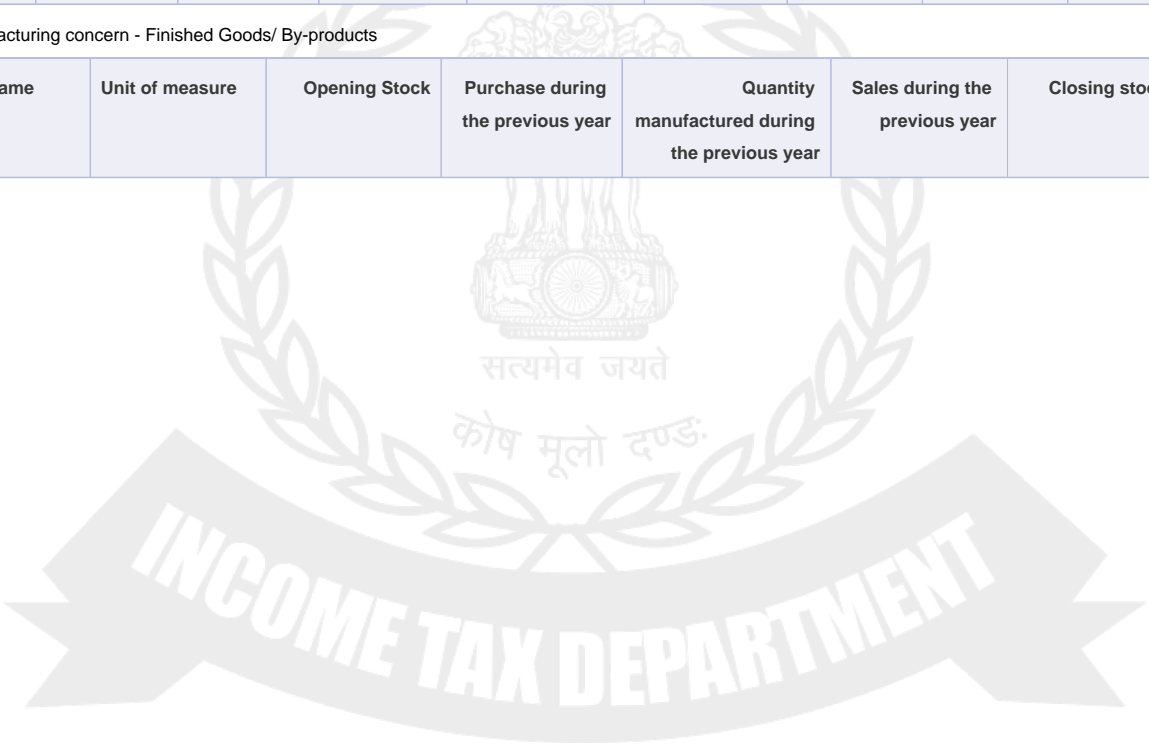 acturing concern - Finished Goods/ By-products
ame Unit of measure Opening Stock Purchase during the previous year Quantity manufactured during the previous year Sales during the previous year Closing stoc
सत्यमेव जयते
कोष मूलो दण्डः
INCOME TAX DEPARTMENT